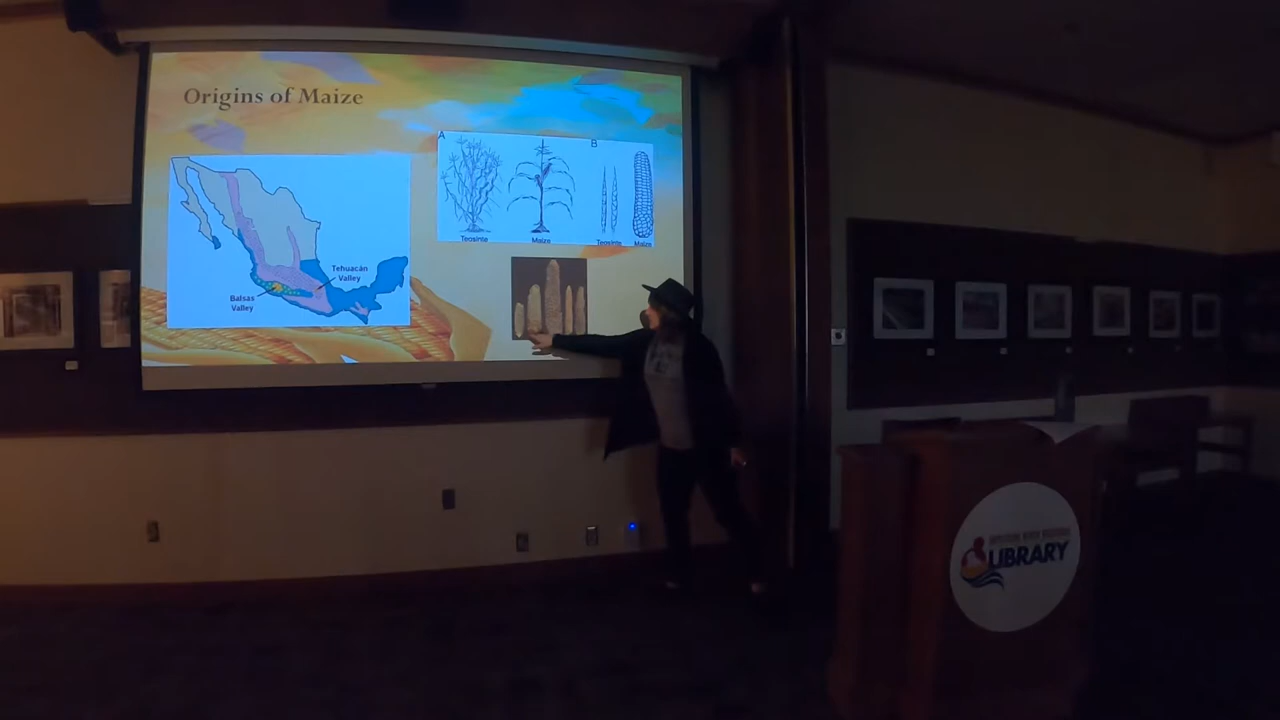 Origins of Maize
A
B
Teosinte
Maize
Teosinte
Maize
Tehuacán
Valley
Balsas
Valley
LIBRARY